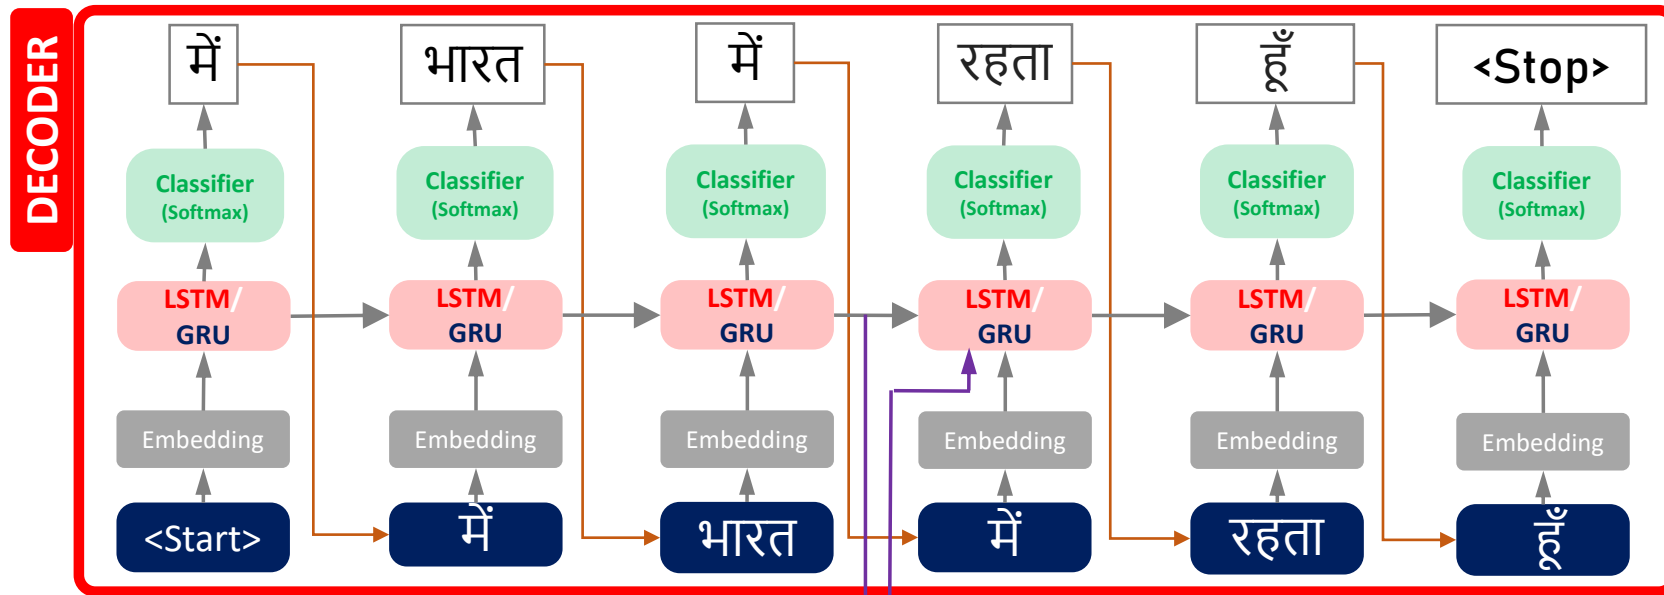 DECODER
में भारत में रहता हूँ <Stop>
Classifier Classifier Classifier Classifier Classifier Classifier
(Softmax) (Softmax) (Softmax) (Softmax) (Softmax) (Softmax)
LSTM/ LSTM/ LSTM/ LSTM/ LSTM/ LSTM/
GRU GRU GRU GRU GRU GRU
Embedding Embedding Embedding Embedding Embedding Embedding
<Start> में भारत में रहता हूँ